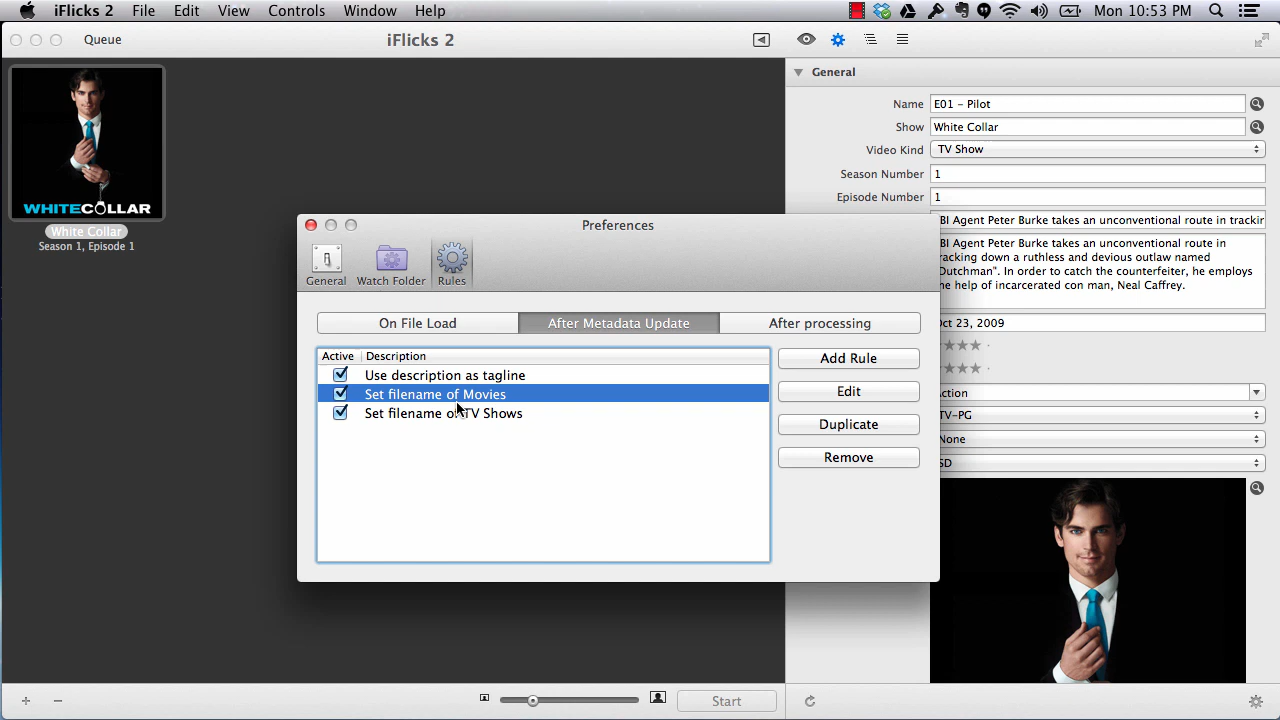 iFlicks 2 File Edit View Controls Window Help Mon 10:53 PM
Queue
iFlicks 2
WHITE COLLAR
White Collar
Season 1, Episode 1
General
Name E01 - Pilot
Show White Collar
Video Kind TV Show
Season Number 1
Episode Number 1
BI Agent Peter Burke takes an unconventional route in trackin
BI Agent Peter Burke takes an unconventional route in
racking down a ruthless and devious outlaw named
Dutchman". In order to catch the counterfeiter, he employs
he help of incarcerated con man, Neal Caffrey.
Oct 23, 2009
Action
TV-PG
None
SD
Preferences
General Watch Folder Rules
On File Load After Metadata Update After processing
Active Description
Use description as tagline
Set filename of Movies
Set filename of TV Shows
Add Rule
Edit
Duplicate
Remove
Start